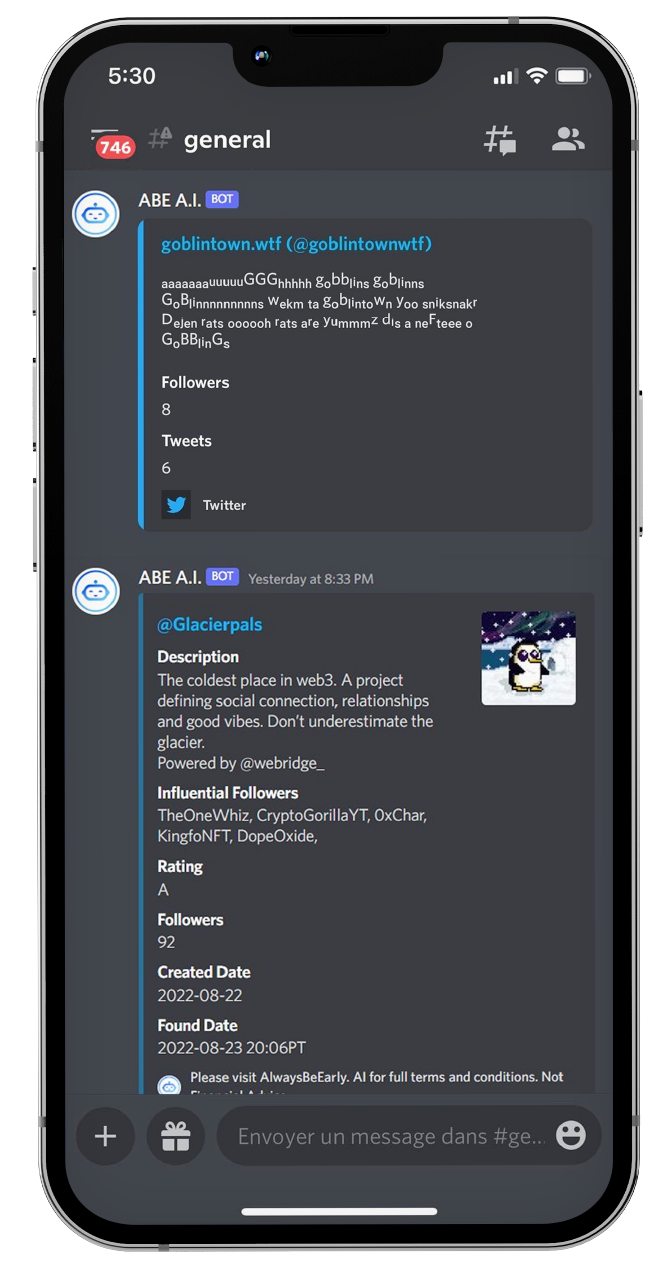 5:30
746
general
ABE A.I. BOT
goblintown.wtf (@goblintownwtf)
aaaaaaauuuuuGGGhhhhh gobblins goblinns
GoBlinnnnnnnnns wekm ta goblintown yoo sniksnakr
Dejen rats oooooh rats are yummmz dis a neFteee o
GoBBlinGs
Followers
8
Tweets
6
Twitter
ABE A.I. BOT Yesterday at 8:33 PM
@Glacierpals
Description
The coldest place in web3. A project
defining social connection, relationships
and good vibes. Don’t underestimate the
glacier.
Powered by @webridge_
Influential Followers
TheOneWhiz, CryptoGorillaYT, 0xChar,
KingfoNFT, DopeOxide,
Rating
A
Followers
92
Created Date
2022-08-22
Found Date
2022-08-23 20:06PT
Please visit AlwaysBeEarly. AI for full terms and conditions. Not
Envoyer un message dans #ge...